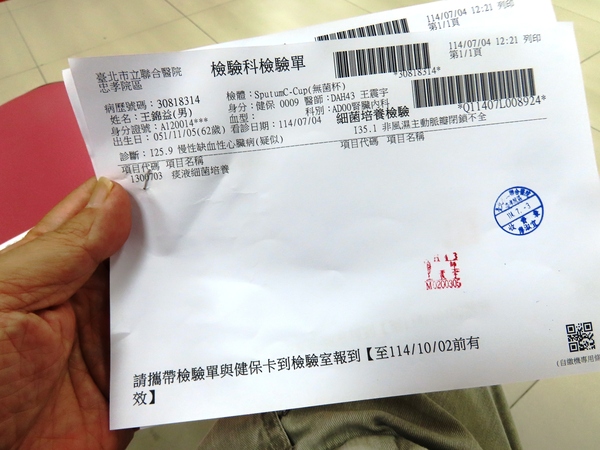 114/07/04 12:21 列印
第1/1頁
臺北市立聯合醫院
忠孝院區
檢驗科檢驗單
*30818314*
114/07/04 12:21 列印
第1/1頁
病歷號碼：30818314
檢體：SputumC-Cup(無菌杯)
姓名：王錦益(男)
身分：健保 0009 醫師：DAH43 王震宇
身分證號：A120014***
血型：
科別：AD00腎臟內科
*Q11407L008924*
出生日：051/11/05(62歲)
看診日：114/07/04
細菌培養檢驗
診斷：125.9 慢性缺血性心臟病(疑似)
135.1 非風濕主動脈瓣閉鎖不全
項目代碼 項目名稱
項目代碼 項目名稱
1300703 痰液細菌培養
M0200305
請攜帶檢驗單與健保卡到檢驗室報到【至114/10/02前有
效】
(自繳機專用條